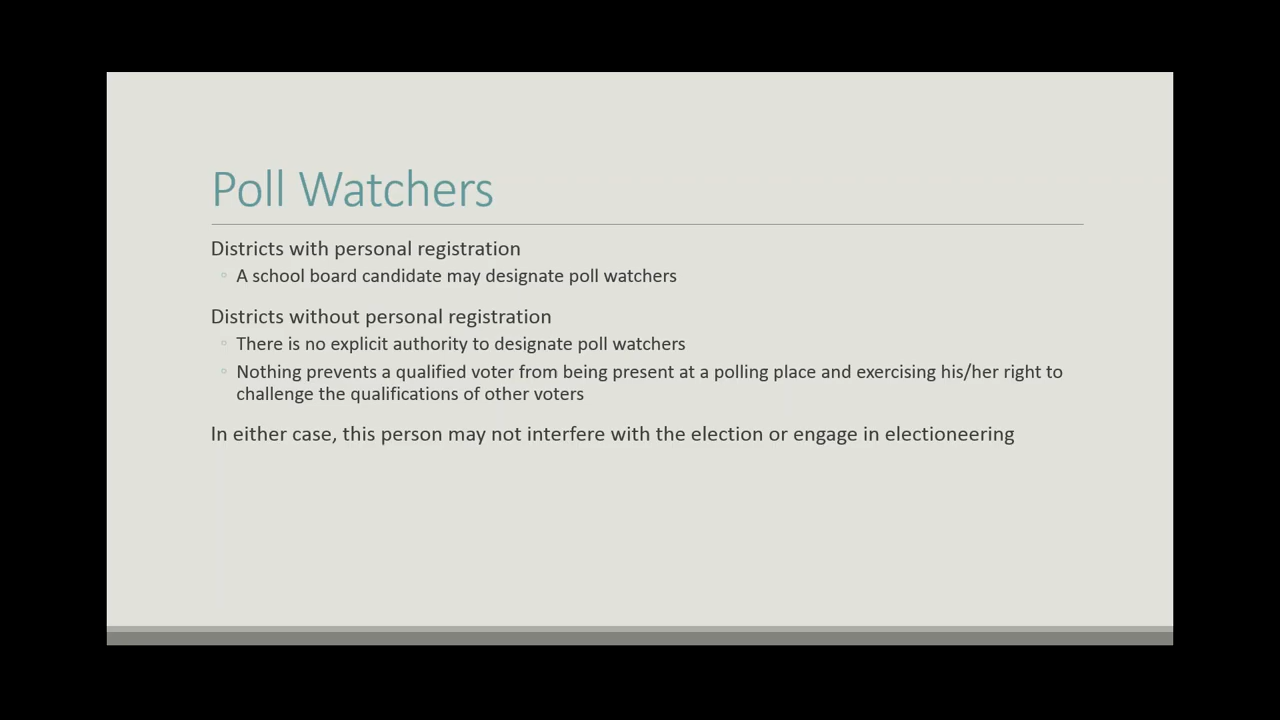 Poll Watchers
Districts with personal registration
◦ A school board candidate may designate poll watchers
Districts without personal registration
◦ There is no explicit authority to designate poll watchers
◦ Nothing prevents a qualified voter from being present at a polling place and exercising his/her right to
challenge the qualifications of other voters
In either case, this person may not interfere with the election or engage in electioneering